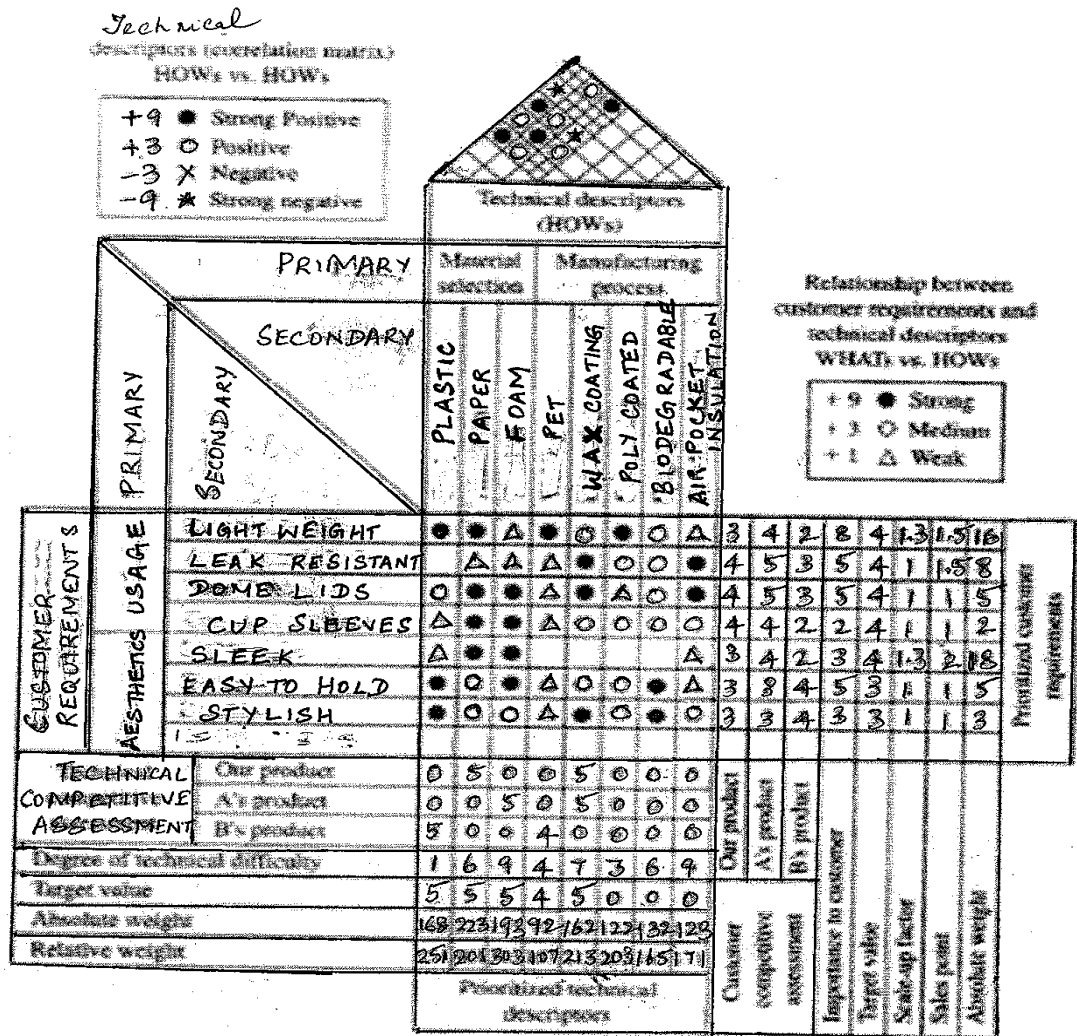 Technical
descriptors (correlation matrix)
HOWs vs. HOWs
+9 ● Strong Positive
+3 ○ Positive
-3 X Negative
-9 ★ Strong negative
Technical descriptors
(HOWs)
PRIMARY
Material selection
Manufacturing process
SECONDARY
PLASTIC
PAPER
FOAM
PET
WAX COATING
POLY COATED
BIODEGRADABLE
AIR-POCKET INSULATION
PRIMARY
SECONDARY
Relationship between
customer requirements and
technical descriptors
WHATs vs. HOWs
+9 ● Strong
+3 ○ Medium
+1 △ Weak
CUSTOMER REQUIREMENTS
USAGE
AESTHETICS
LIGHT WEIGHT ● ● △ ● ○ ● ○ △ 3 4 2 8 4 1.3 1.5 16
LEAK RESISTANT △ △ △ ● ○ ○ ● 4 5 3 5 4 1 1.5 8
DOME LIDS ○ ● ● △ ● △ ○ ● 4 5 3 5 4 1 1 5
CUP SLEEVES △ ● ● △ ○ ○ ○ ○ 4 4 2 2 4 1 1 2
SLEEK △ ● ● △ 3 4 2 3 4 1.3 2 18
EASY TO HOLD ● ○ ● △ ○ ○ ● △ 3 3 4 5 3 1 1 5
STYLISH ● ○ ○ △ ● ○ ● ○ 3 3 4 3 3 1 1 3
Prioritized customer
requirements
TECHNICAL
COMPETITIVE
ASSESSMENT
Our product 0 5 0 0 5 0 0 0
A's product 0 0 5 0 5 0 0 0
B's product 5 0 0 4 0 0 0 0
Degree of technical difficulty 1 6 9 4 7 3 6 9
Target value 5 5 5 4 5 0 0 0
Absolute weight 168 223 193 92 162 122 132 123
Relative weight 251 201 303 107 213 203 165 171
Prioritized technical
descriptors
Our product
A's product
B's product
Customer
competitive
assessment
Importance to customer
Target value
Scale-up factor
Sales point
Absolute weight